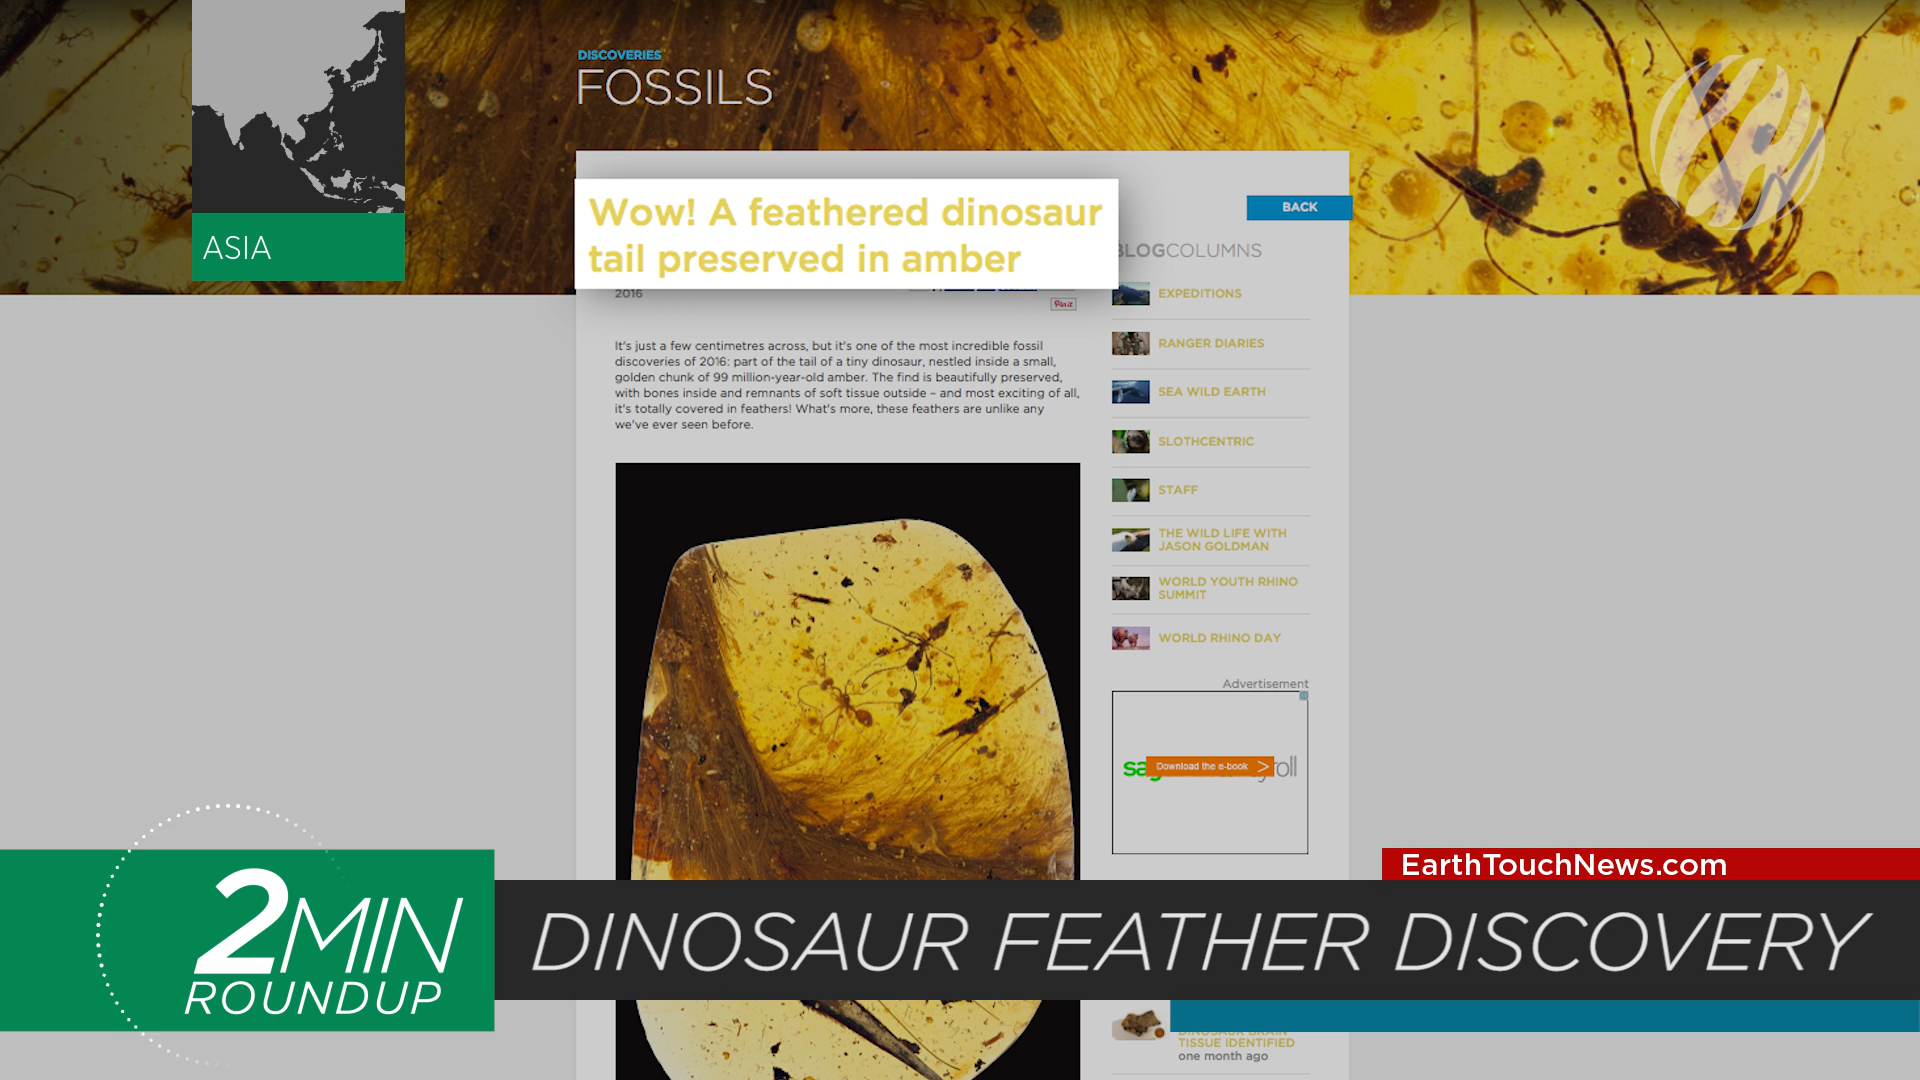 DISCOVERIES
FOSSILS
ASIA
Wow! A feathered dinosaur
tail preserved in amber
2016
Pin it
It's just a few centimetres across, but it's one of the most incredible fossil
discoveries of 2016: part of the tail of a tiny dinosaur, nestled inside a small,
golden chunk of 99 million-year-old amber. The find is beautifully preserved,
with bones inside and remnants of soft tissue outside – and most exciting of all,
it's totally covered in feathers! What's more, these feathers are unlike any
we've ever seen before.
BACK
BLOGCOLUMNS
EXPEDITIONS
RANGER DIARIES
SEA WILD EARTH
SLOTHCENTRIC
STAFF
THE WILD LIFE WITH
JASON GOLDMAN
WORLD YOUTH RHINO
SUMMIT
WORLD RHINO DAY
Advertisement
Download the e-book >
EarthTouchNews.com
2MIN
ROUNDUP
DINOSAUR FEATHER DISCOVERY
DINOSAUR BRAIN
TISSUE IDENTIFIED
one month ago